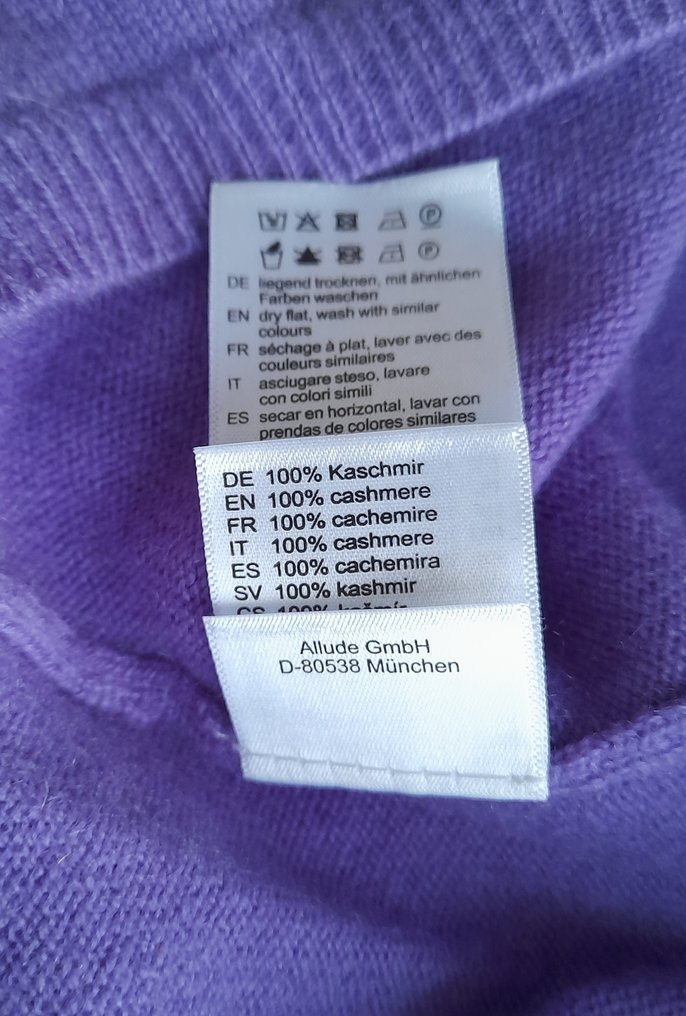 P
P
DE liegend trocknen, mit ähnlichen
Farben waschen
EN dry flat, wash with similar
colours
FR séchage à plat, laver avec des
couleurs similaires
IT asciugare steso, lavare
con colori simili
ES secar en horizontal, lavar con
prendas de colores similares
DE 100% Kaschmir
EN 100% cashmere
FR 100% cachemire
IT 100% cashmere
ES 100% cachemira
SV 100% kashmir
CS 100% kašmír
Allude GmbH
D-80538 München